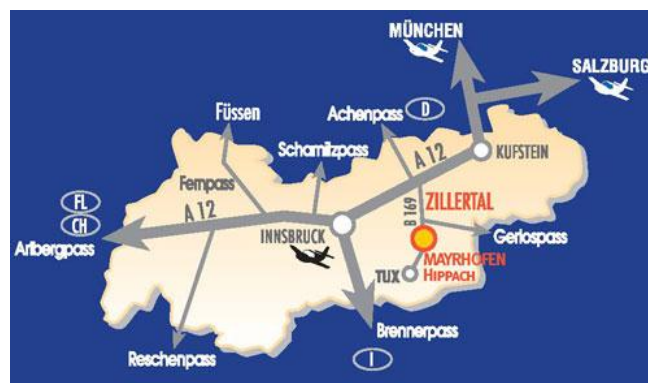 MÜNCHEN
SALZBURG
Füssen
Achenpass
D
Scharnitzpass
A 12
KUFSTEIN
Fernpass
FL
CH
A 12
B 169
ZILLERTAL
Arlbergpass
INNSBRUCK
Gerlospass
MAYRHOFEN
HIPPACH
TUX
Brennerpass
Reschenpass
I